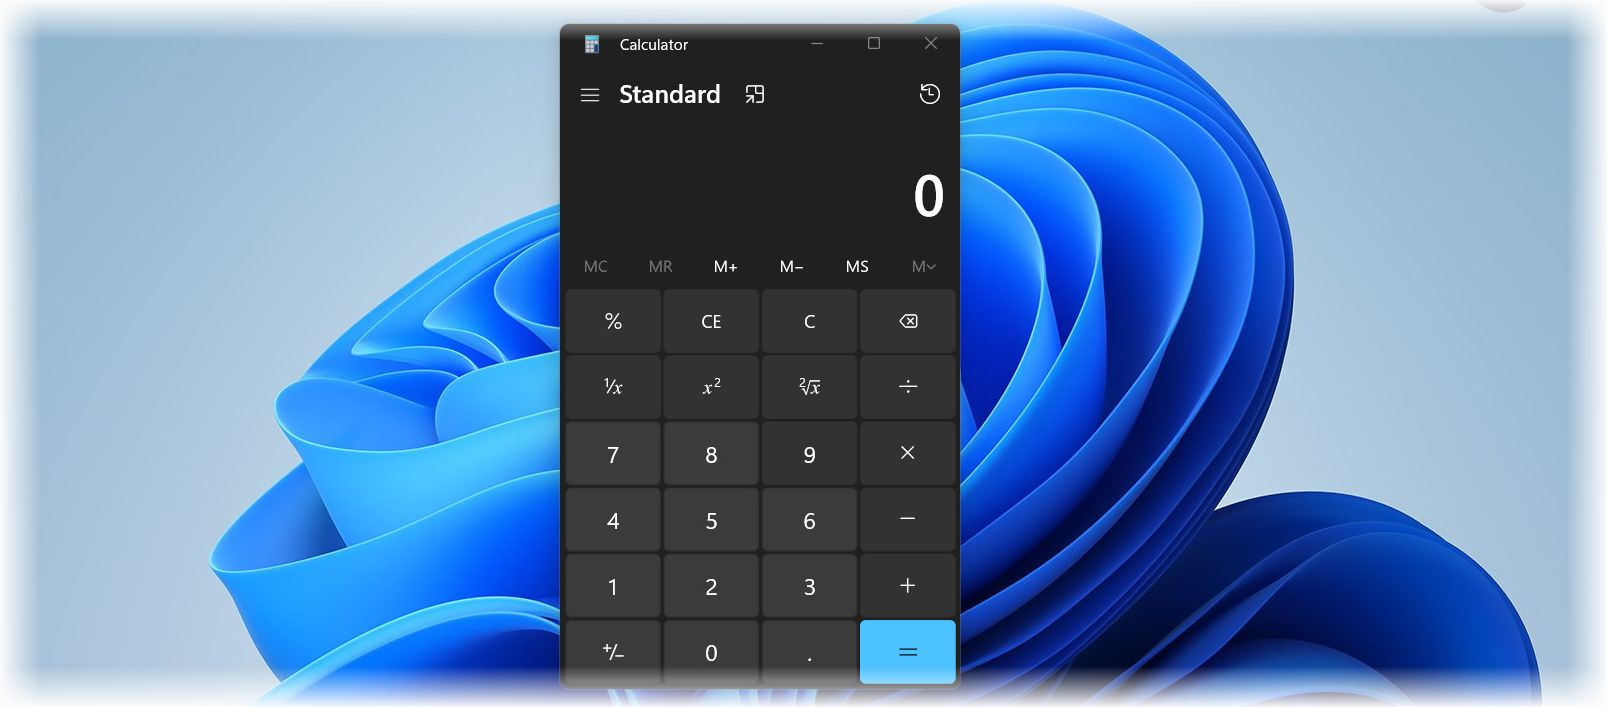 Calculator
Standard
0
MC MR M+ M− MS M
% CE C
¹/x x² ²√x ÷
7 8 9 ×
4 5 6 −
1 2 3 +
+/− 0 . =